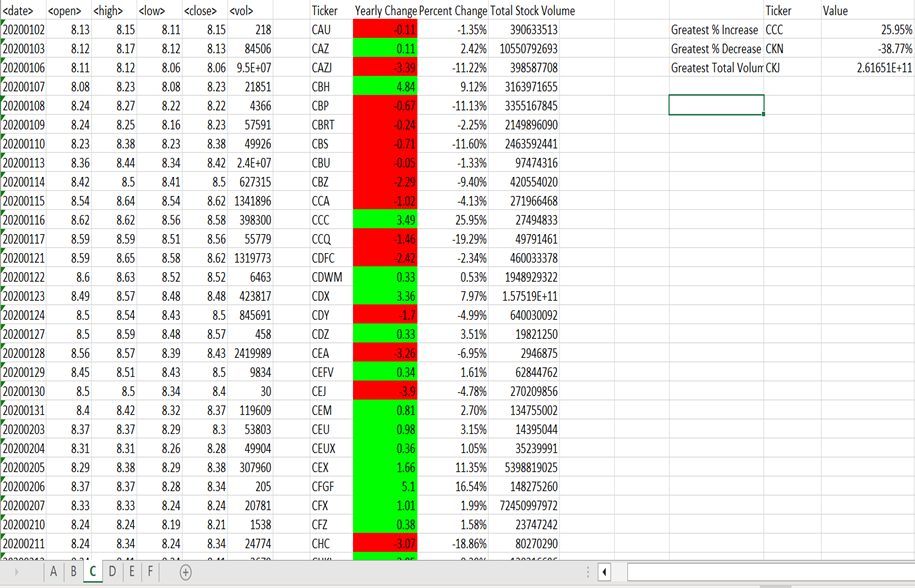 <date> <open> <high> <low> <close> <vol> Ticker Yearly Change Percent Change Total Stock Volume Ticker Value
20200102 8.13 8.15 8.11 8.15 218 CAU -0.11 -1.35% 390633513 Greatest % Increase CCC 25.95%
20200103 8.12 8.17 8.12 8.13 84506 CAZ 0.11 2.42% 10550792693 Greatest % Decrease CKN -38.77%
20200106 8.11 8.12 8.06 8.06 9.5E+07 CAZJ -3.39 -11.22% 398587708 Greatest Total Volum CKJ 2.61651E+11
20200107 8.08 8.23 8.08 8.23 21851 CBH 4.84 9.12% 3163971655
20200108 8.24 8.27 8.22 8.22 4366 CBP -0.67 -11.13% 3355167845
20200109 8.24 8.25 8.16 8.23 57591 CBRT -0.24 -2.25% 2149896090
20200110 8.23 8.38 8.23 8.38 49926 CBS -0.71 -11.60% 2463592441
20200113 8.36 8.44 8.34 8.42 2.4E+07 CBU -0.05 -1.33% 97474316
20200114 8.42 8.5 8.41 8.5 627315 CBZ -2.29 -9.40% 420554020
20200115 8.54 8.64 8.54 8.62 1341896 CCA -1.02 -4.13% 271966468
20200116 8.62 8.62 8.56 8.58 398300 CCC 3.49 25.95% 27494833
20200117 8.59 8.59 8.51 8.56 55779 CCQ -1.46 -19.29% 49791461
20200121 8.59 8.65 8.58 8.62 1319773 CDFC -2.42 -2.34% 460033378
20200122 8.6 8.63 8.52 8.52 6463 CDWM 0.33 0.53% 1948929322
20200123 8.49 8.57 8.48 8.48 423817 CDX 3.36 7.97% 1.57519E+11
20200124 8.5 8.54 8.43 8.5 845691 CDY -1.7 -4.99% 640030092
20200127 8.5 8.59 8.48 8.57 458 CDZ 0.33 3.51% 19821250
20200128 8.56 8.57 8.39 8.43 2419989 CEA -3.26 -6.95% 2946875
20200129 8.45 8.51 8.43 8.5 9834 CEFV 0.34 1.61% 62844762
20200130 8.5 8.5 8.34 8.4 30 CEJ -3.9 -4.78% 270209856
20200131 8.4 8.42 8.32 8.37 119609 CEM 0.81 2.70% 134755002
20200203 8.37 8.37 8.29 8.3 53803 CEU 0.98 3.15% 14395044
20200204 8.31 8.31 8.26 8.28 49904 CEUX 0.36 1.05% 35239991
20200205 8.29 8.38 8.29 8.38 307960 CEX 1.66 11.35% 5398819025
20200206 8.37 8.37 8.28 8.34 205 CFGF 5.1 16.54% 148275260
20200207 8.33 8.33 8.24 8.24 20781 CFX 1.01 1.99% 72450997972
20200210 8.24 8.24 8.19 8.21 1538 CFZ 0.38 1.58% 23747242
20200211 8.24 8.34 8.24 8.34 24774 CHC -3.07 -18.86% 80270290
A B C D E F